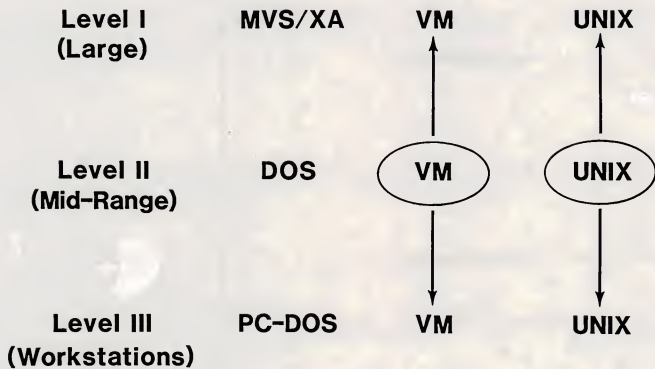 Level I MVS/XA VM UNIX
(Large)
Level II DOS VM UNIX
(Mid-Range)
Level III PC-DOS VM UNIX
(Workstations)